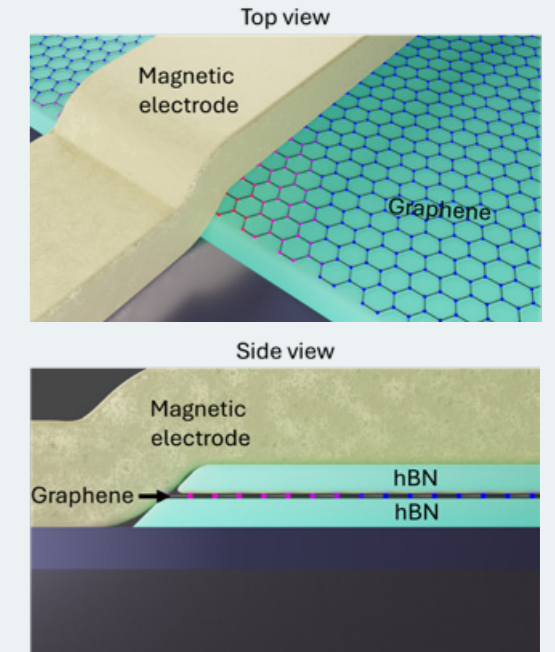 Top view
Magnetic
electrode
Graphene
Side view
Magnetic
electrode
hBN
Graphene
hBN